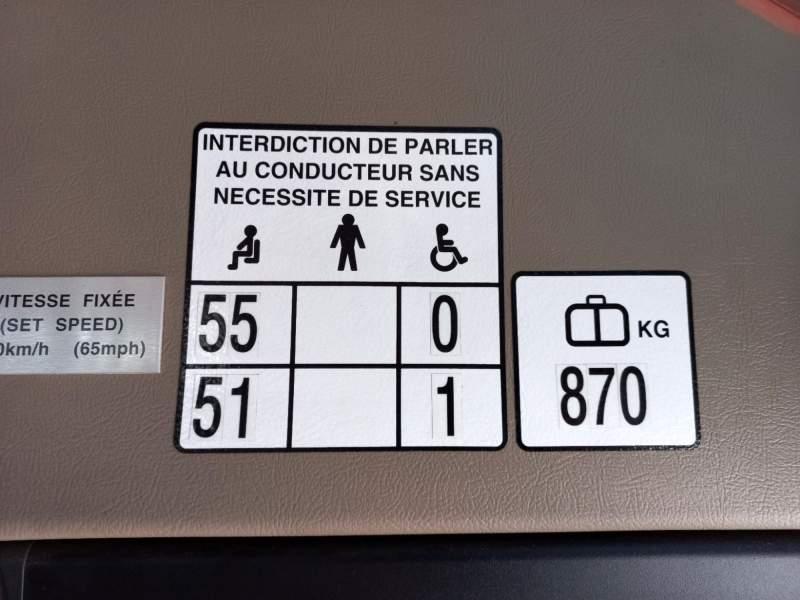 INTERDICTION DE PARLER
AU CONDUCTEUR SANS
NECESSITE DE SERVICE
55 0
51 1
KG
870
VITESSE FIXÉE
(SET SPEED)
0km/h (65mph)